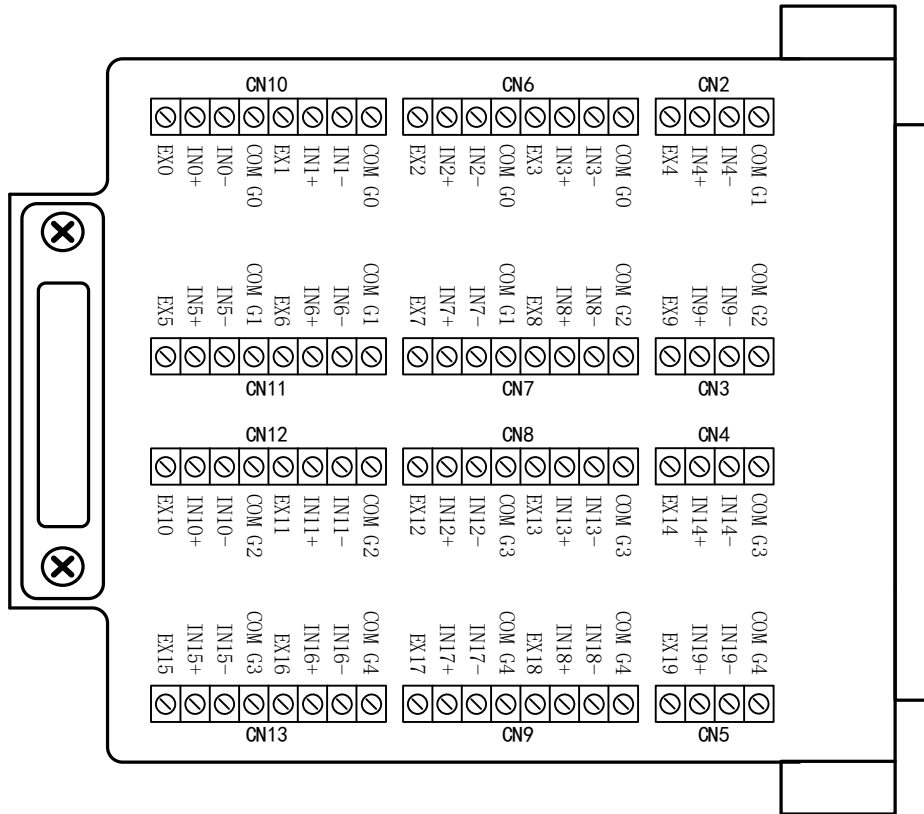 CN10 CN6 CN2
EX0 IN0+ IN0- COM G0 EX1 IN1+ IN1- COM G0 EX2 IN2+ IN2- COM G0 EX3 IN3+ IN3- COM G0 EX4 IN4+ IN4- COM G1
EX5 IN5+ IN5- COM G1 EX6 IN6+ IN6- COM G1 EX7 IN7+ IN7- COM G1 EX8 IN8+ IN8- COM G2 EX9 IN9+ IN9- COM G2
CN11 CN7 CN3
CN12 CN8 CN4
EX10 IN10+ IN10- COM G2 EX11 IN11+ IN11- COM G2 EX12 IN12+ IN12- COM G3 EX13 IN13+ IN13- COM G3 EX14 IN14+ IN14- COM G3
EX15 IN15+ IN15- COM G3 EX16 IN16+ IN16- COM G4 EX17 IN17+ IN17- COM G4 EX18 IN18+ IN18- COM G4 EX19 IN19+ IN19- COM G4
CN13 CN9 CN5